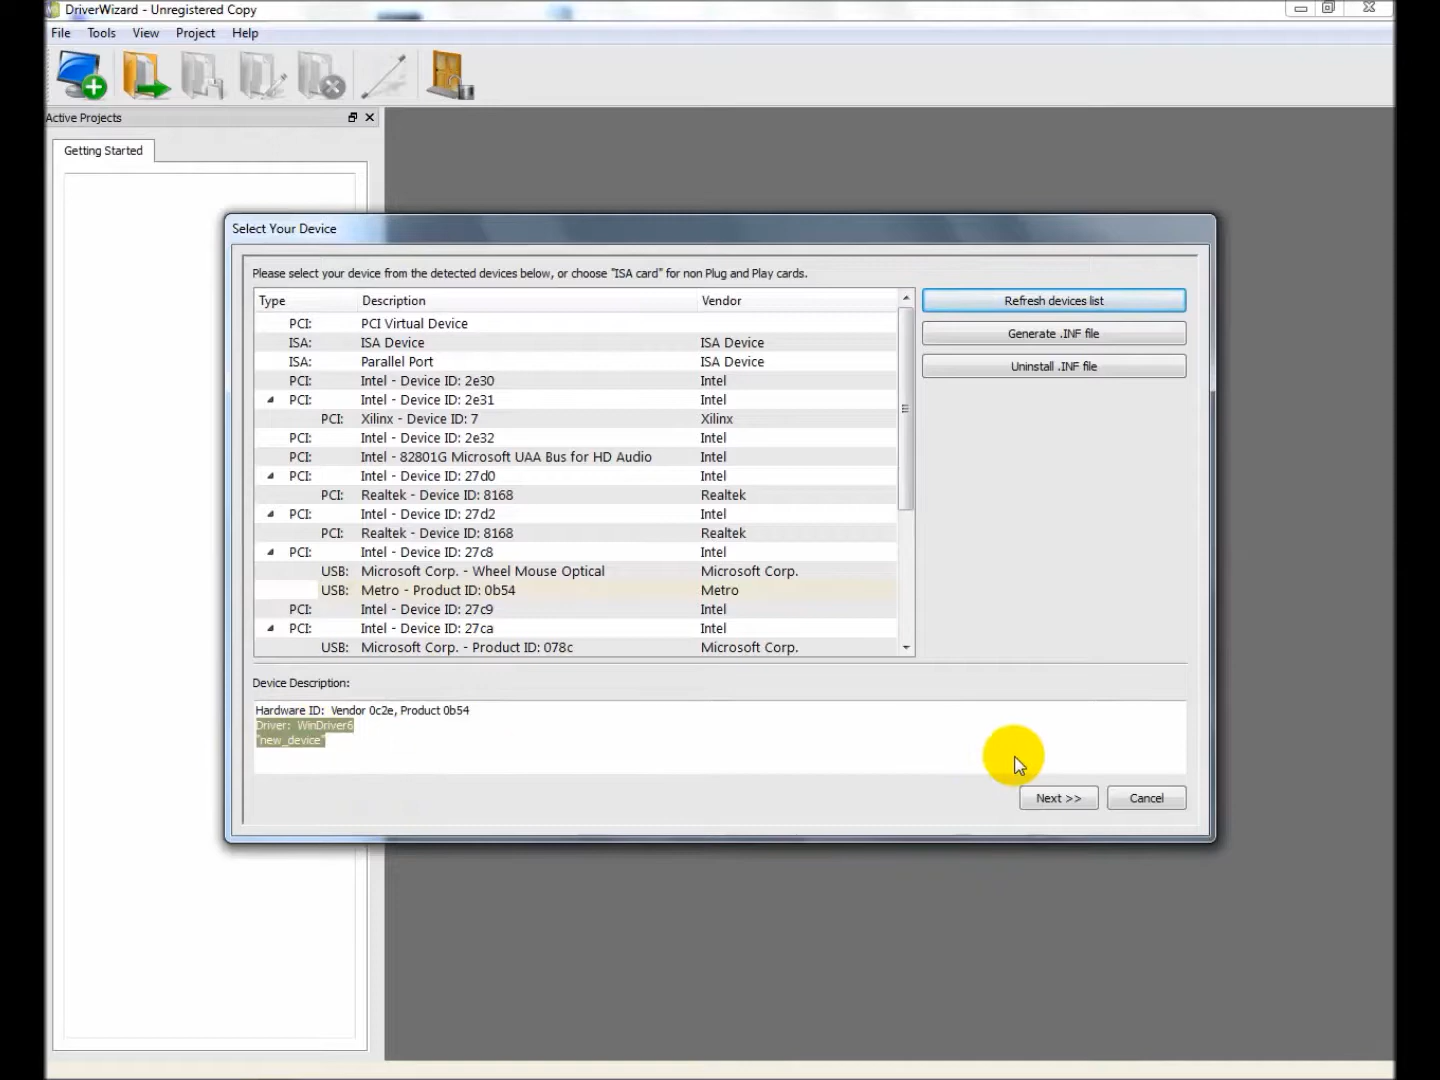 DriverWizard - Unregistered Copy
File Tools View Project Help
Active Projects
Getting Started
Select Your Device
Please select your device from the detected devices below, or choose "ISA card" for non Plug and Play cards.
Type Description Vendor
PCI: PCI Virtual Device
ISA: ISA Device ISA Device
ISA: Parallel Port ISA Device
PCI: Intel - Device ID: 2e30 Intel
PCI: Intel - Device ID: 2e31 Intel
PCI: Xilinx - Device ID: 7 Xilinx
PCI: Intel - Device ID: 2e32 Intel
PCI: Intel - 82801G Microsoft UAA Bus for HD Audio Intel
PCI: Intel - Device ID: 27d0 Intel
PCI: Realtek - Device ID: 8168 Realtek
PCI: Intel - Device ID: 27d2 Intel
PCI: Realtek - Device ID: 8168 Realtek
PCI: Intel - Device ID: 27c8 Intel
USB: Microsoft Corp. - Wheel Mouse Optical Microsoft Corp.
USB: Metro - Product ID: 0b54 Metro
PCI: Intel - Device ID: 27c9 Intel
PCI: Intel - Device ID: 27ca Intel
USB: Microsoft Corp. - Product ID: 078c Microsoft Corp.
Refresh devices list
Generate .INF file
Uninstall .INF file
Device Description:
Hardware ID: Vendor 0c2e, Product 0b54
Driver: WinDriver6
"new_device"
Next >> Cancel